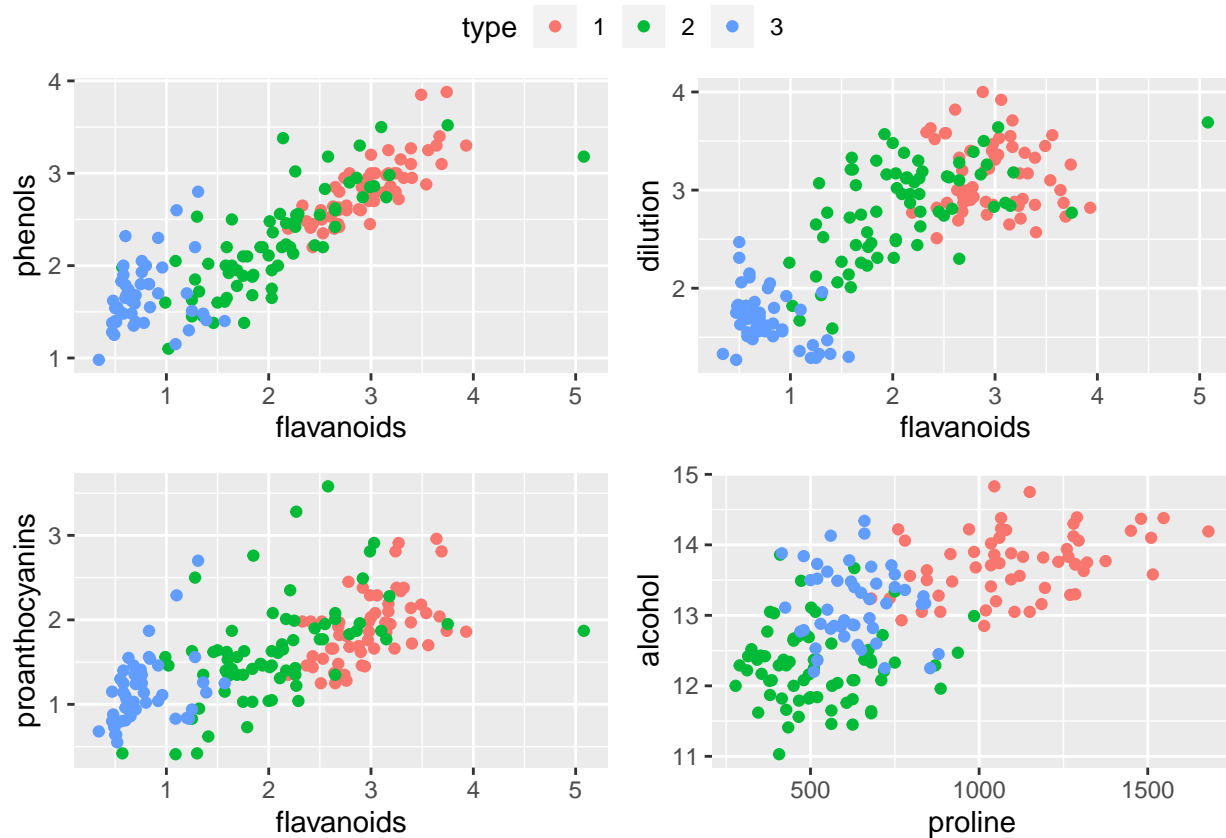 type 1 2 3
phenols
4
3
2
1
1 2 3 4 5
flavanoids
dilution
4
3
2
1 2 3 4 5
flavanoids
proanthocyanins
3
2
1
1 2 3 4 5
flavanoids
alcohol
15
14
13
12
11
500 1000 1500
proline